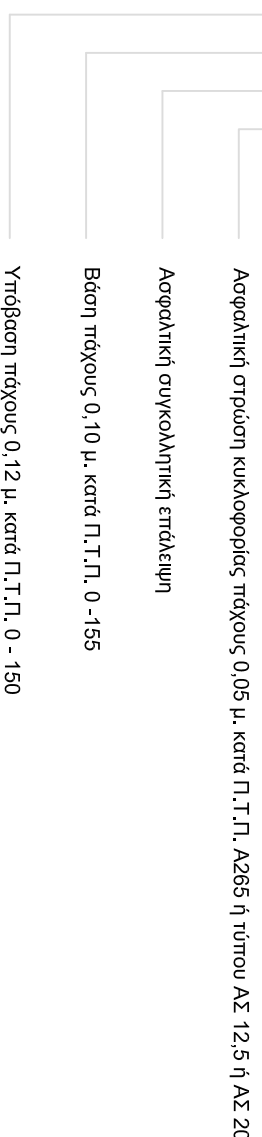 Ασφαλτική στρώση κυκλοφορίας πάχους 0,05 μ. κατά Π.Τ.Π. Α265 ή τύπου ΑΣ 12,5 ή ΑΣ 20
Ασφαλτική συγκολλητική επάλειψη
Βάση πάχους 0,10 μ. κατά Π.Τ.Π. 0 -155
Υπόβαση πάχους 0,12 μ. κατά Π.Τ.Π. 0 - 150